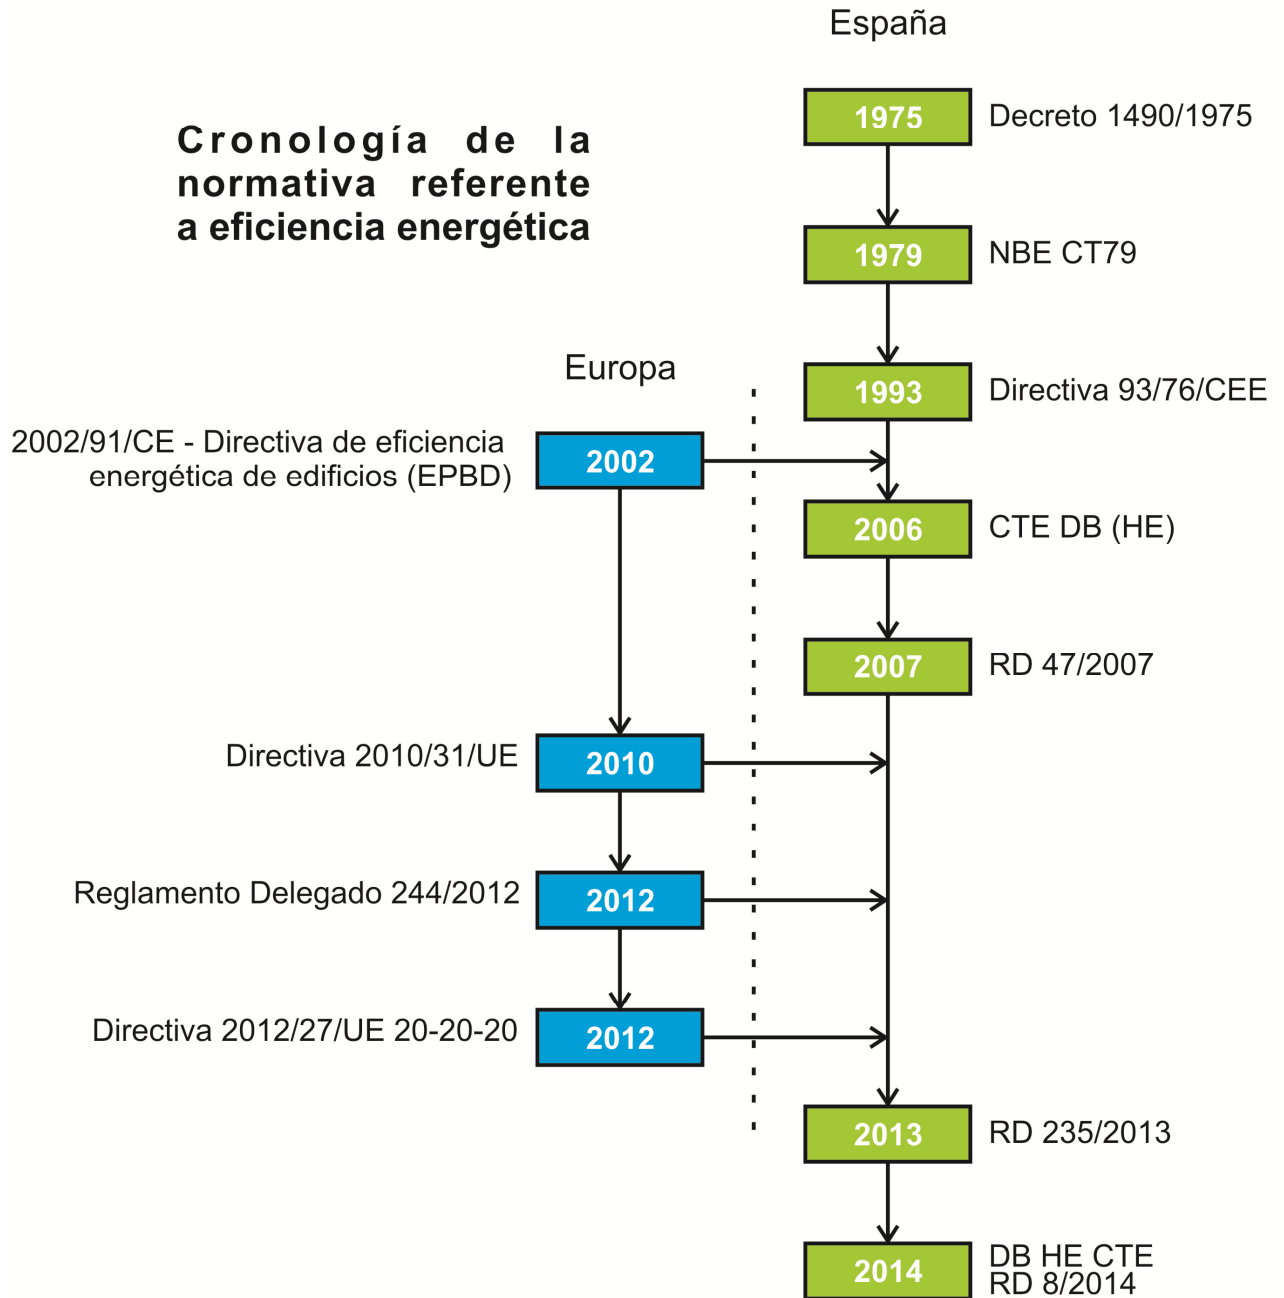 España
1975 Decreto 1490/1975
Cronología de la
normativa referente
a eficiencia energética
1979 NBE CT79
Europa
1993 Directiva 93/76/CEE
2002/91/CE - Directiva de eficiencia
energética de edificios (EPBD)
2002
2006 CTE DB (HE)
2007 RD 47/2007
Directiva 2010/31/UE 2010
Reglamento Delegado 244/2012 2012
Directiva 2012/27/UE 20-20-20 2012
2013 RD 235/2013
2014 DB HE CTE
RD 8/2014